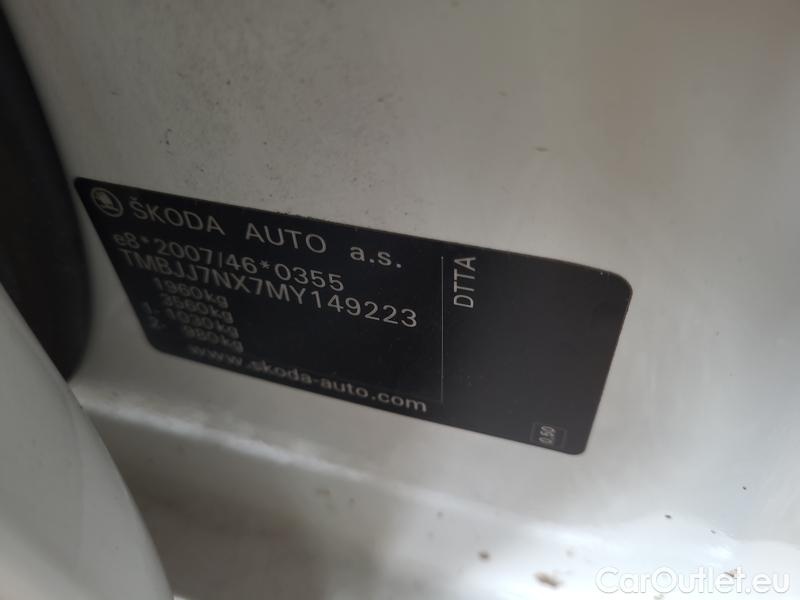 ŠKODA AUTO a.s.
e8*2007/46*0355
TMBJJ7NX7MY149223
1960kg
3560kg
1- 1030kg
2- 980kg
www.skoda-auto.com
DTTA
0.50
CarOutlet.eu